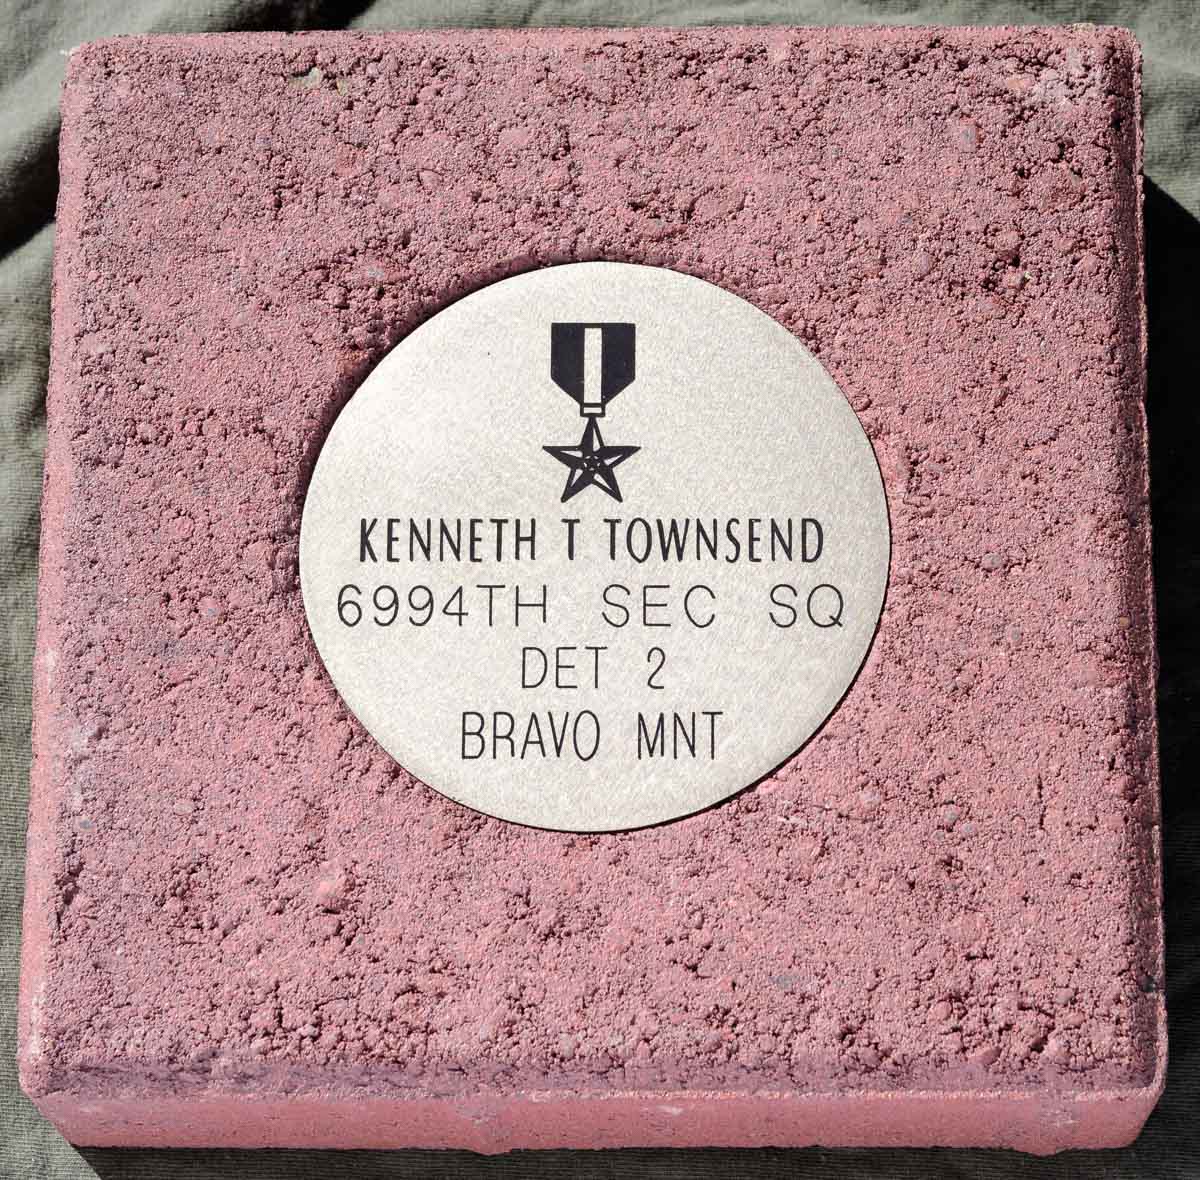 KENNETH T TOWNSEND
6994TH SEC SQ
DET 2
BRAVO MNT